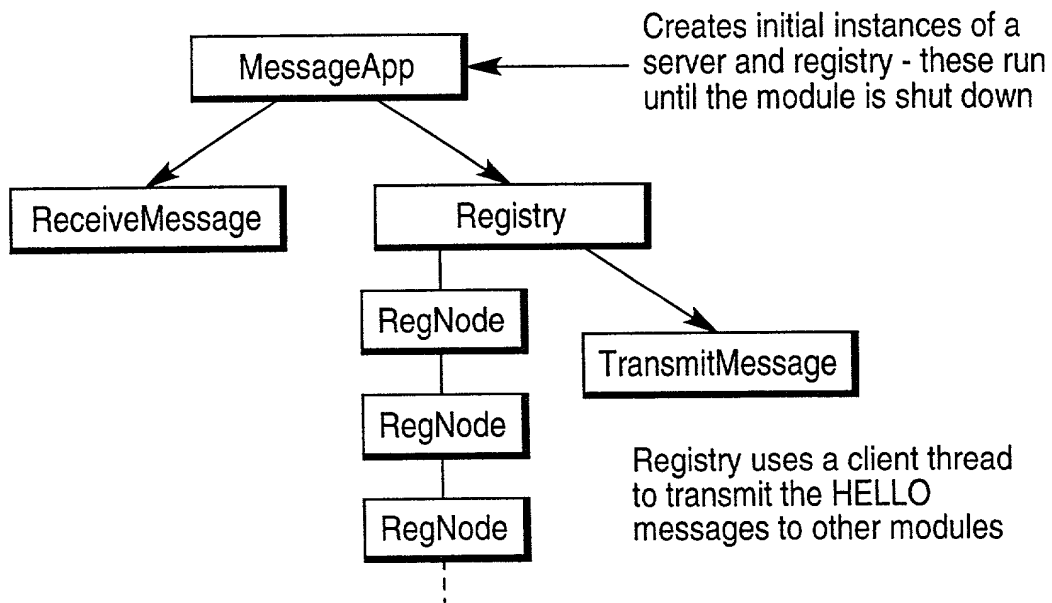 MessageApp
Creates initial instances of a
server and registry - these run
until the module is shut down
ReceiveMessage
Registry
RegNode
TransmitMessage
RegNode
RegNode
Registry uses a client thread
to transmit the HELLO
messages to other modules